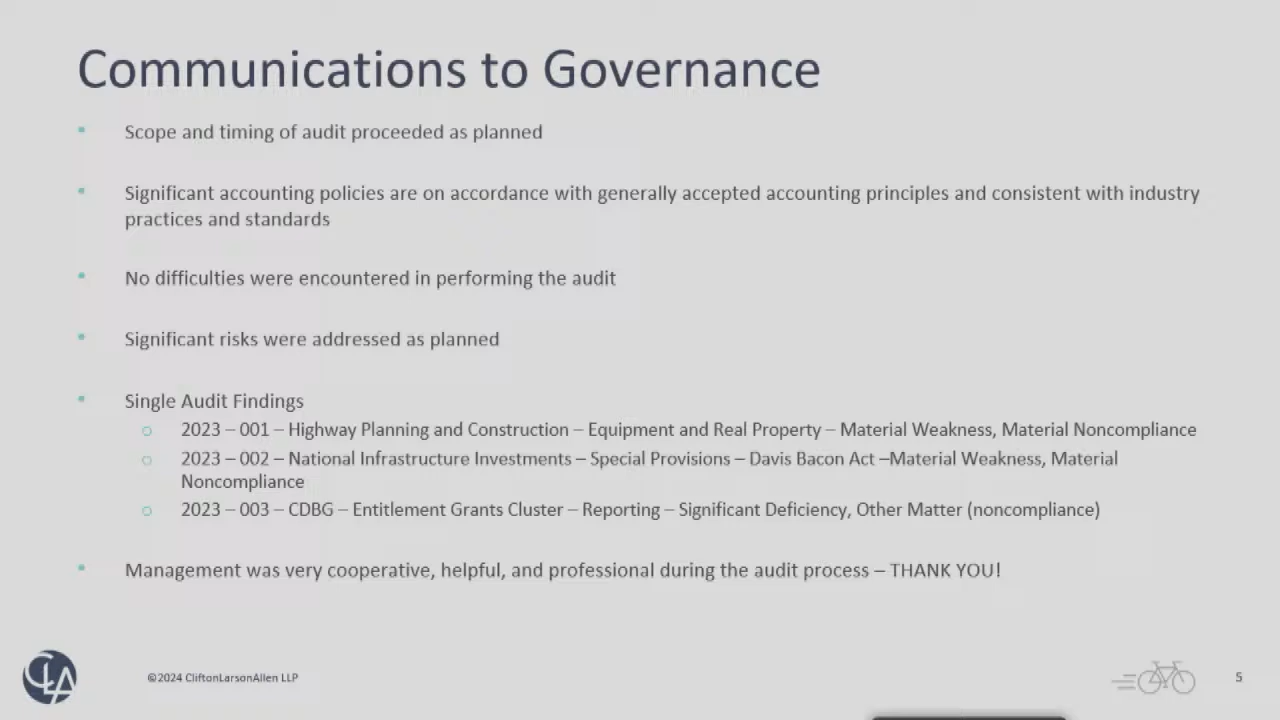 Communications to Governance
• Scope and timing of audit proceeded as planned
• Significant accounting policies are on accordance with generally accepted accounting principles and consistent with industry
practices and standards
• No difficulties were encountered in performing the audit
• Significant risks were addressed as planned
• Single Audit Findings
○ 2023 – 001 – Highway Planning and Construction – Equipment and Real Property – Material Weakness, Material Noncompliance
○ 2023 – 002 – National Infrastructure Investments – Special Provisions – Davis Bacon Act –Material Weakness, Material
Noncompliance
○ 2023 – 003 – CDBG – Entitlement Grants Cluster – Reporting – Significant Deficiency, Other Matter (noncompliance)
• Management was very cooperative, helpful, and professional during the audit process – THANK YOU!
CLA
©2024 CliftonLarsonAllen LLP
5